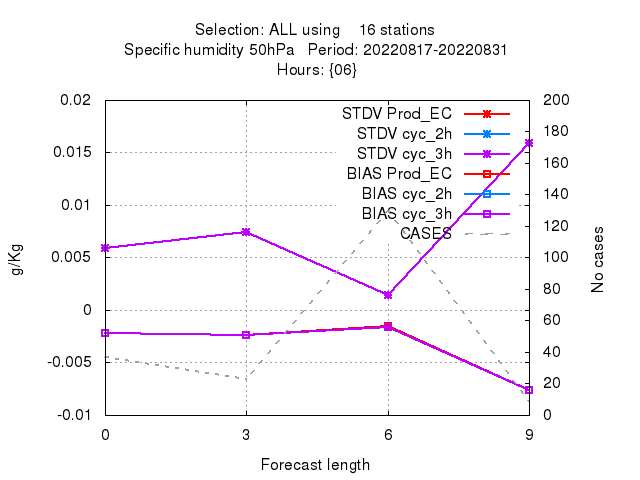 Selection: ALL using    16 stations
Specific humidity 50hPa   Period: 20220817-20220831
Hours: {06}
0.02
0.015
0.01
0.005
0
-0.005
-0.01
g/Kg
STDV Prod_EC
STDV cyc_2h
STDV cyc_3h
BIAS Prod_EC
BIAS cyc_2h
BIAS cyc_3h
CASES
200
180
160
140
120
100
80
60
40
20
0
No cases
0 3 6 9
Forecast length